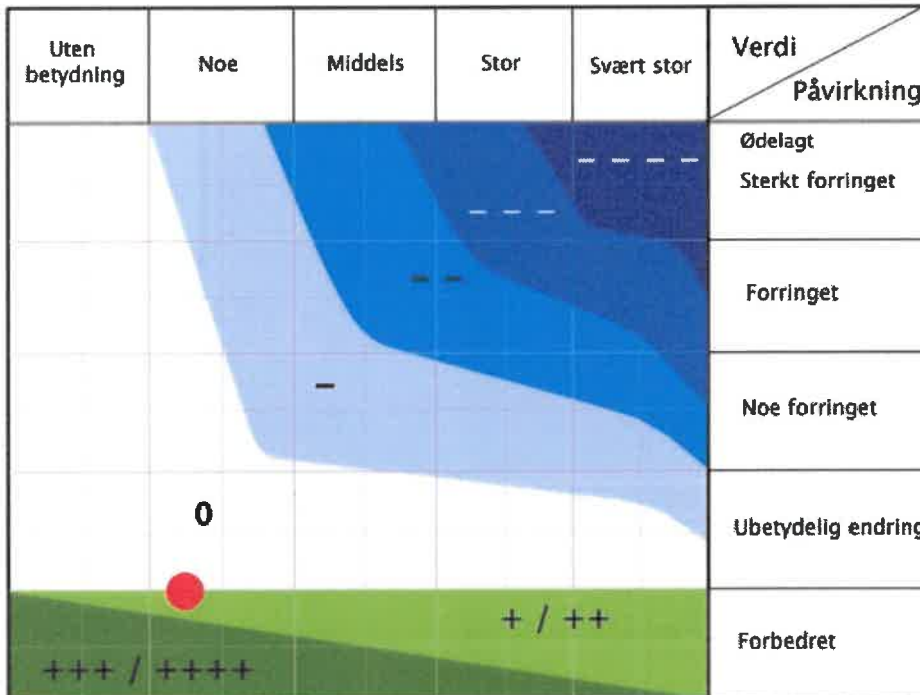 Uten
betydning
Noe
Middels
Stor
Svært stor
Verdi
Påvirkning
Ødelagt
Sterkt forringet
Forringet
Noe forringet
Ubetydelig endring
Forbedret
– – – –
– – –
– –
–
0
+ / ++
+++ / ++++